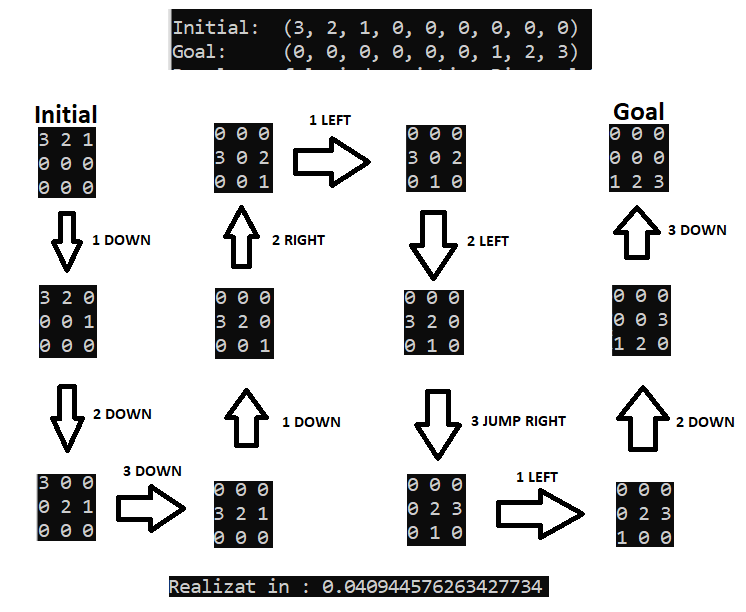 Initial: (3, 2, 1, 0, 0, 0, 0, 0, 0)
Goal: (0, 0, 0, 0, 0, 0, 1, 2, 3)
Initial
3 2 1
0 0 0
0 0 0
1 DOWN
3 2 0
0 0 1
0 0 0
2 DOWN
3 0 0
0 2 1
0 0 0
3 DOWN
0 0 0
3 2 1
0 0 0
1 DOWN
0 0 0
3 2 0
0 0 1
2 RIGHT
0 0 0
3 0 2
0 0 1
1 LEFT
0 0 0
3 0 2
0 1 0
2 LEFT
0 0 0
3 2 0
0 1 0
3 JUMP RIGHT
0 0 0
0 2 3
0 1 0
1 LEFT
0 0 0
0 2 3
1 0 0
2 DOWN
0 0 0
0 0 3
1 2 0
3 DOWN
Goal
0 0 0
0 0 0
1 2 3
Realizat in : 0.040944576263427734